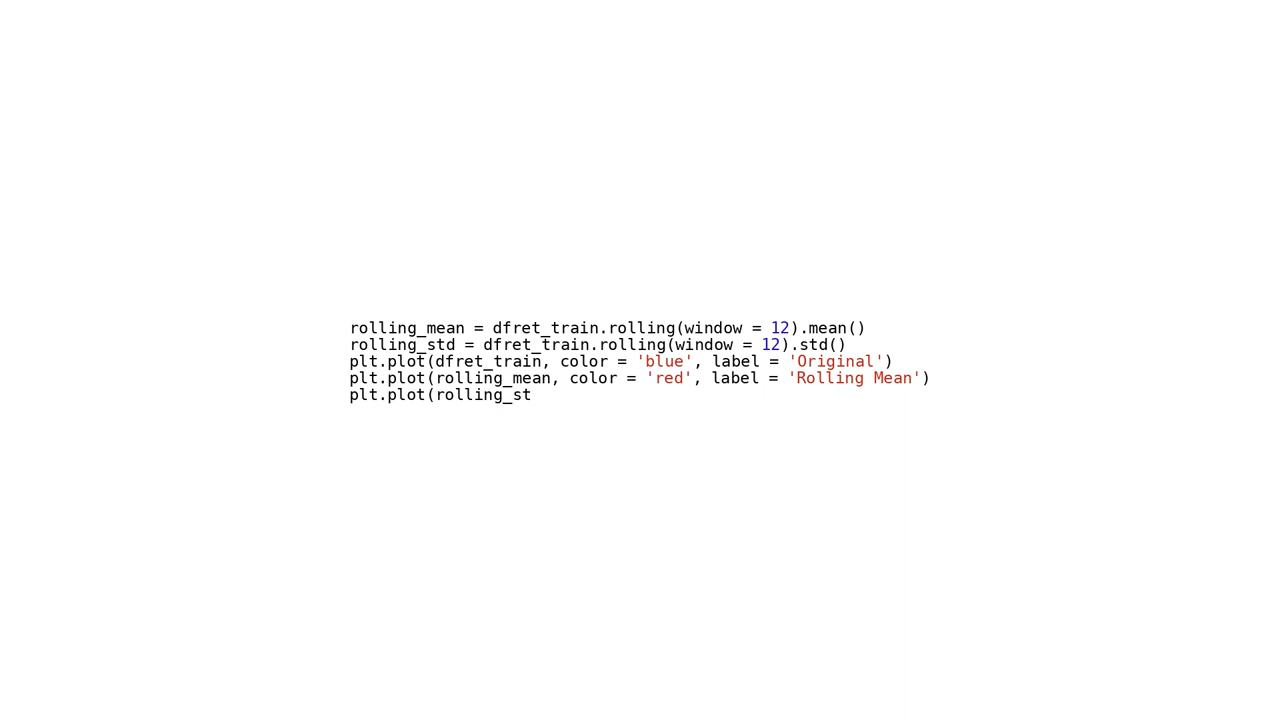 rolling_mean = dfret_train.rolling(window = 12).mean()
rolling_std = dfret_train.rolling(window = 12).std()
plt.plot(dfret_train, color = 'blue', label = 'Original')
plt.plot(rolling_mean, color = 'red', label = 'Rolling Mean')
plt.plot(rolling_st